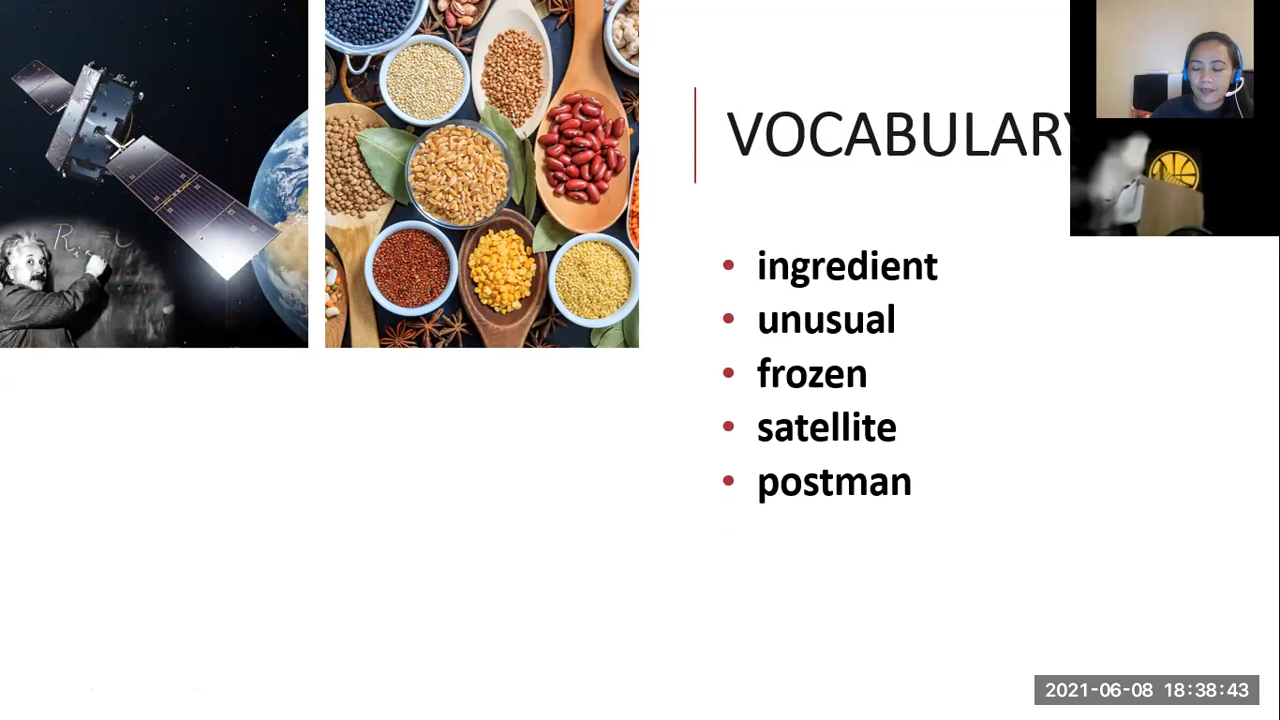 VOCABULARY
ingredient
unusual
frozen
satellite
postman
2021-06-08 18:38:43